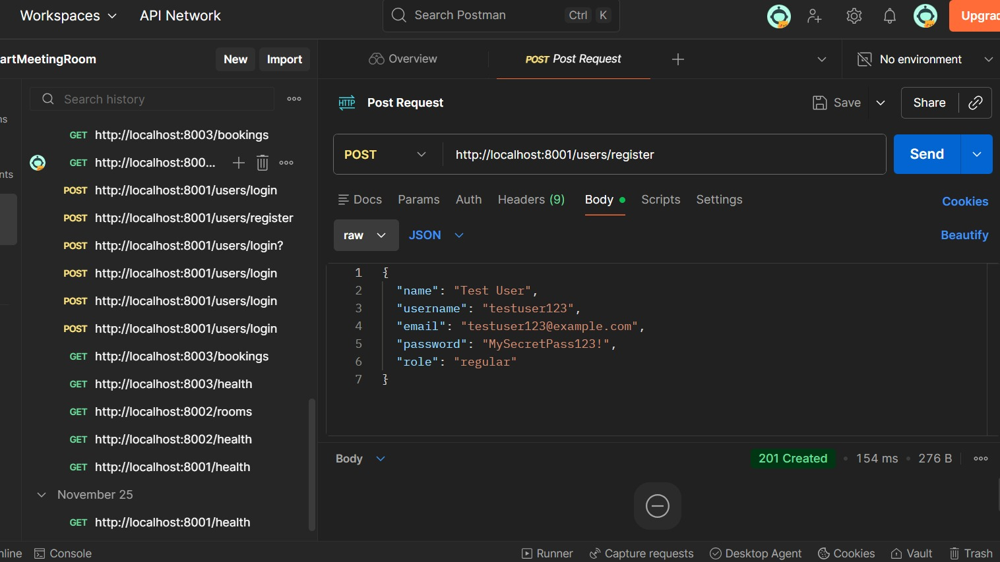 Workspaces API Network Search Postman Ctrl K Upgrad
artMeetingRoom New Import Overview POST Post Request No environment
Search history
HTTP Post Request Save Share
ns
GET http://localhost:8003/bookings
GET http://localhost:800...
nts
POST http://localhost:8001/users/login
POST http://localhost:8001/users/register
POST http://localhost:8001/users/login?
POST http://localhost:8001/users/login
POST http://localhost:8001/users/login
POST http://localhost:8001/users/login
GET http://localhost:8003/bookings
GET http://localhost:8003/health
GET http://localhost:8002/rooms
GET http://localhost:8002/health
GET http://localhost:8001/health
November 25
GET http://localhost:8001/health
POST http://localhost:8001/users/register Send
Docs Params Auth Headers (9) Body Scripts Settings Cookies
raw JSON Beautify
1 {
2 "name": "Test User",
3 "username": "testuser123",
4 "email": "testuser123@example.com",
5 "password": "MySecretPass123!",
6 "role": "regular"
7 }
Body 201 Created 154 ms 276 B
nline Console Runner Capture requests Desktop Agent Cookies Vault Trash